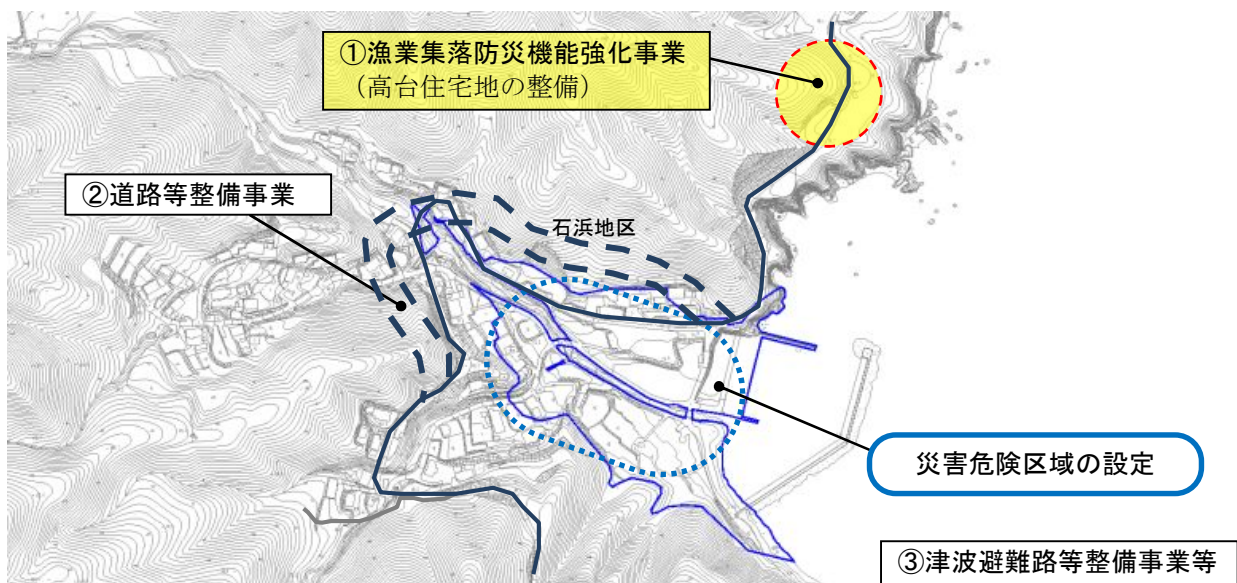 ①漁業集落防災機能強化事業
（高台住宅地の整備）
②道路等整備事業
石浜地区
災害危険区域の設定
③津波避難路等整備事業等